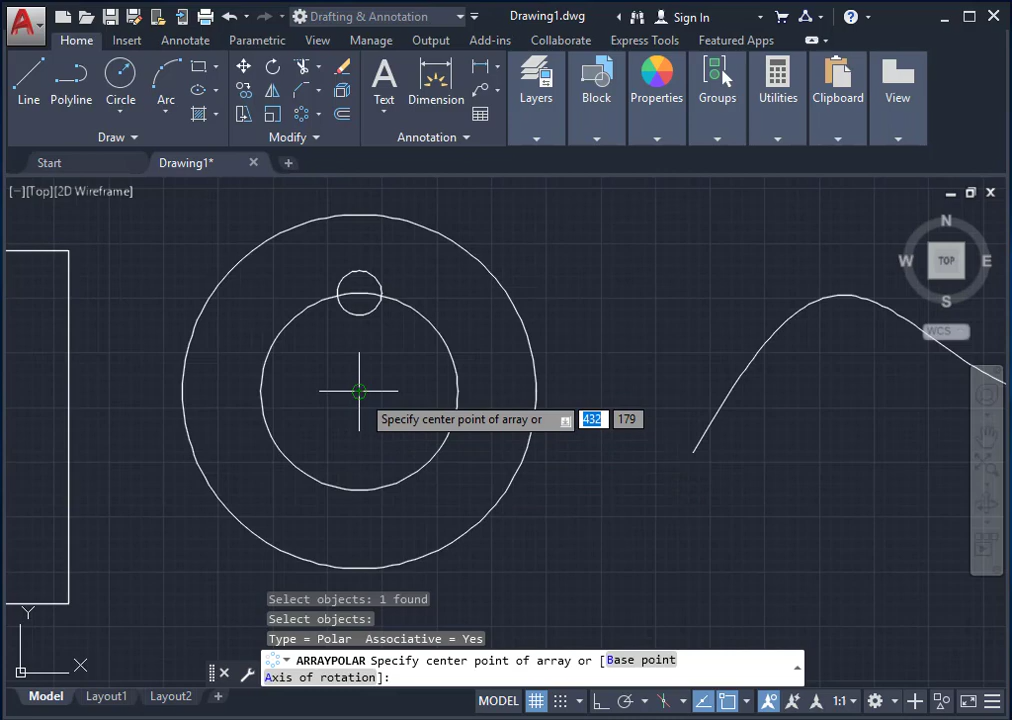 Drafting & Annotation
Drawing1.dwg
Sign In
Home Insert Annotate Parametric View Manage Output Add-ins Collaborate Express Tools Featured Apps
Line Polyline Circle Arc Text Dimension Layers Block Properties Groups Utilities Clipboard View
Draw Modify Annotation
Start Drawing1*
[−][Top][2D Wireframe]
N
W TOP E
S
WCS
Specify center point of array or 432 179
Select objects: 1 found
Select objects:
Type = Polar Associative = Yes
ARRAYPOLAR Specify center point of array or [Base point
Axis of rotation]:
Y
X
Model Layout1 Layout2 +
MODEL 1:1